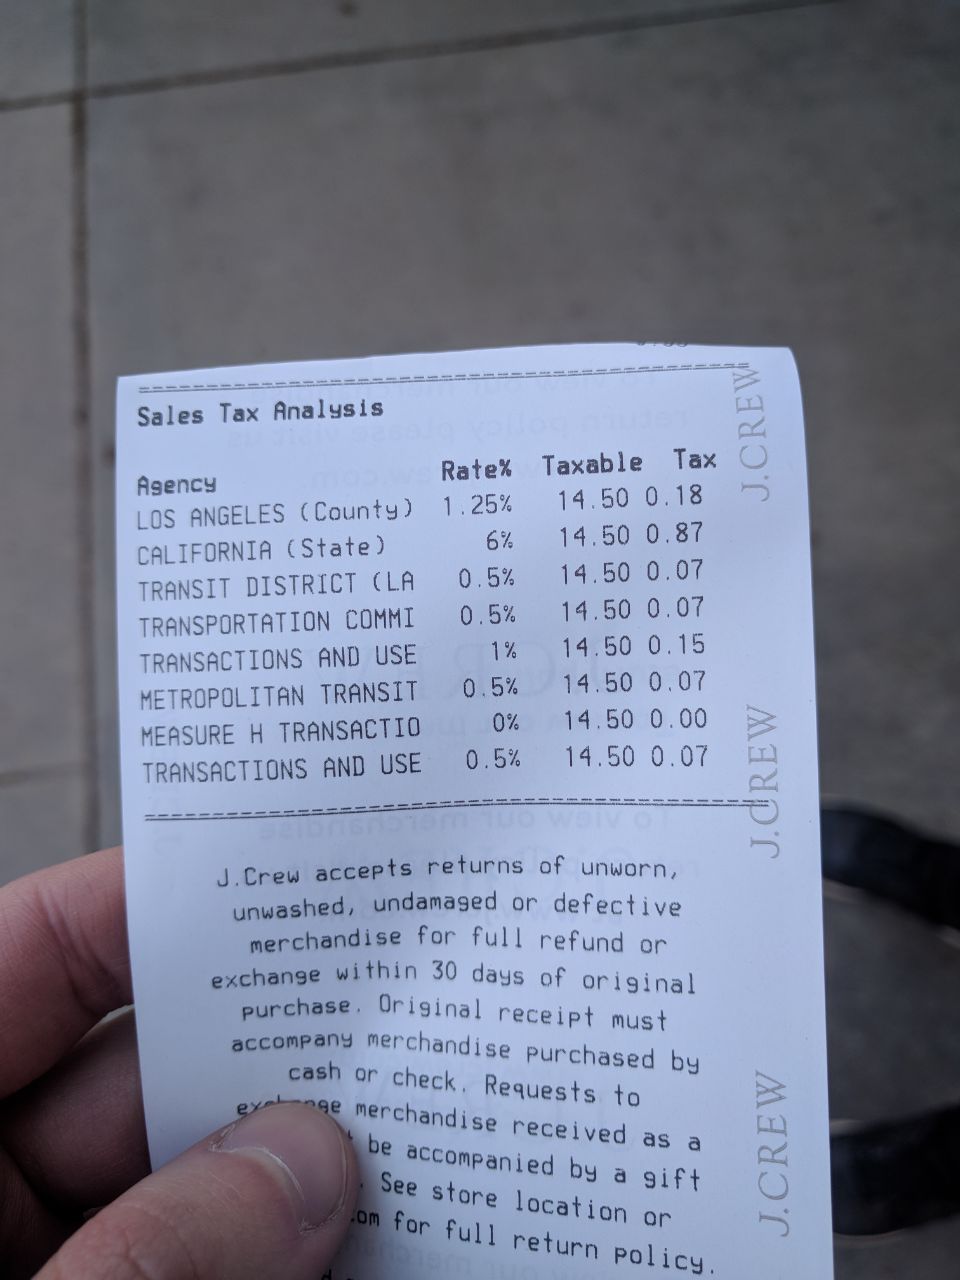 Sales Tax Analysis
Agency Rate% Taxable Tax
LOS ANGELES (County) 1.25% 14.50 0.18
CALIFORNIA (State) 6% 14.50 0.87
TRANSIT DISTRICT (LA 0.5% 14.50 0.07
TRANSPORTATION COMMI 0.5% 14.50 0.07
TRANSACTIONS AND USE 1% 14.50 0.15
METROPOLITAN TRANSIT 0.5% 14.50 0.07
MEASURE H TRANSACTIO 0% 14.50 0.00
TRANSACTIONS AND USE 0.5% 14.50 0.07
J.Crew accepts returns of unworn,
unwashed, undamaged or defective
merchandise for full refund or
exchange within 30 days of original
purchase. Original receipt must
accompany merchandise purchased by
cash or check. Requests to
exchange merchandise received as a
be accompanied by a gift
. See store location or
.com for full return policy.
J.CREW
J.CREW
J.CREW